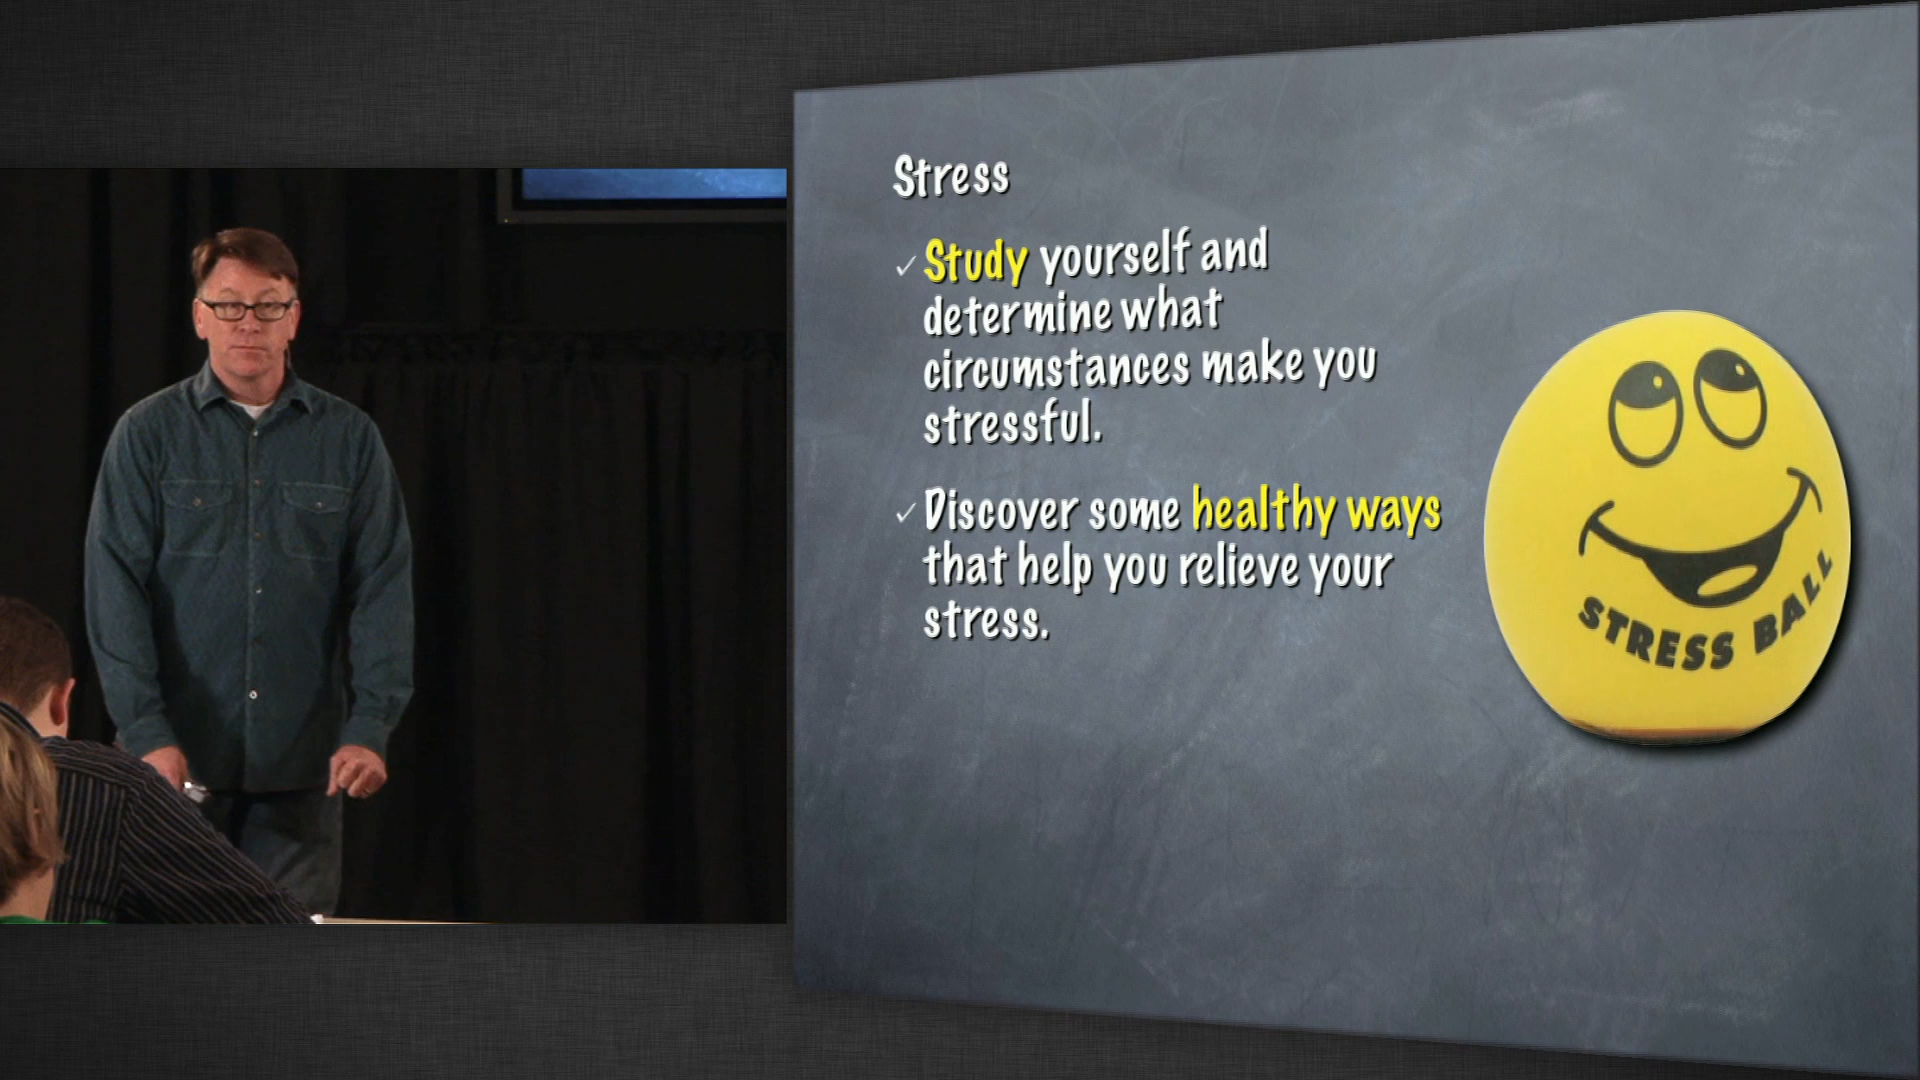 Stress
✓ Study yourself and
determine what
circumstances make you
stressful.
✓ Discover some healthy ways
that help you relieve your
stress.
STRESS BALL